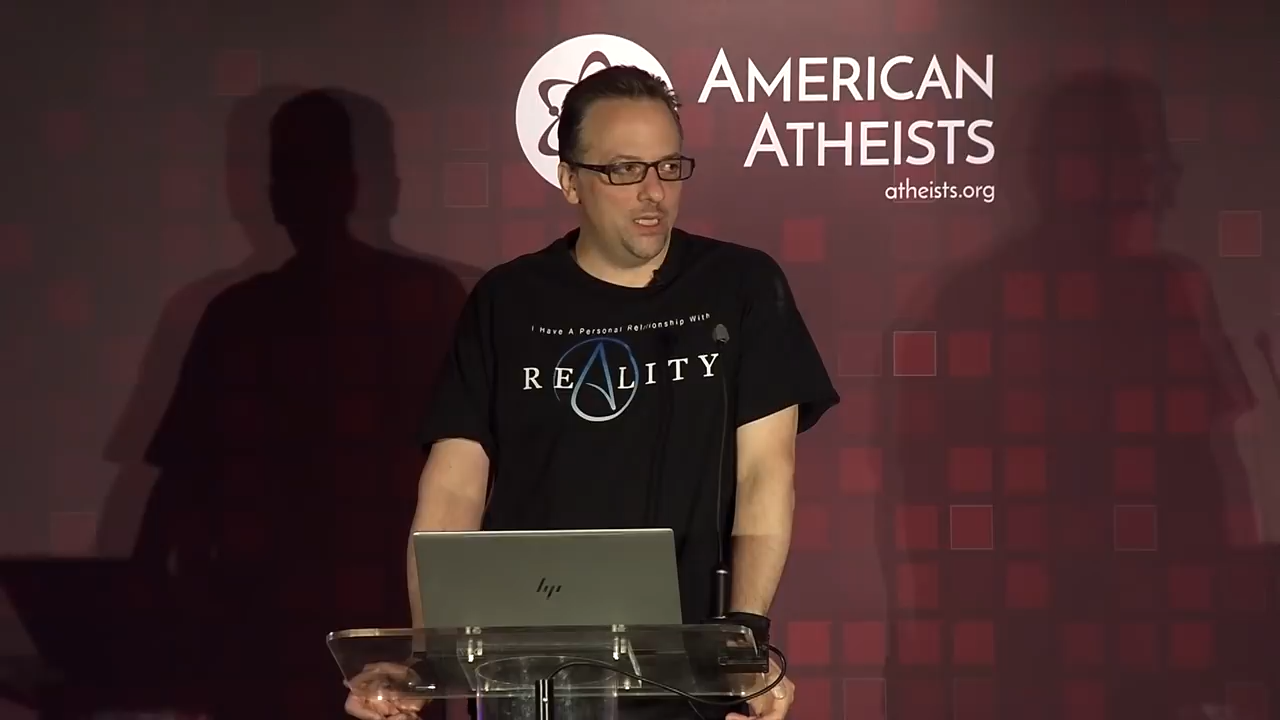 AMERICAN
ATHEISTS
atheists.org
I Have A Personal Relationship With
REALITY
hp